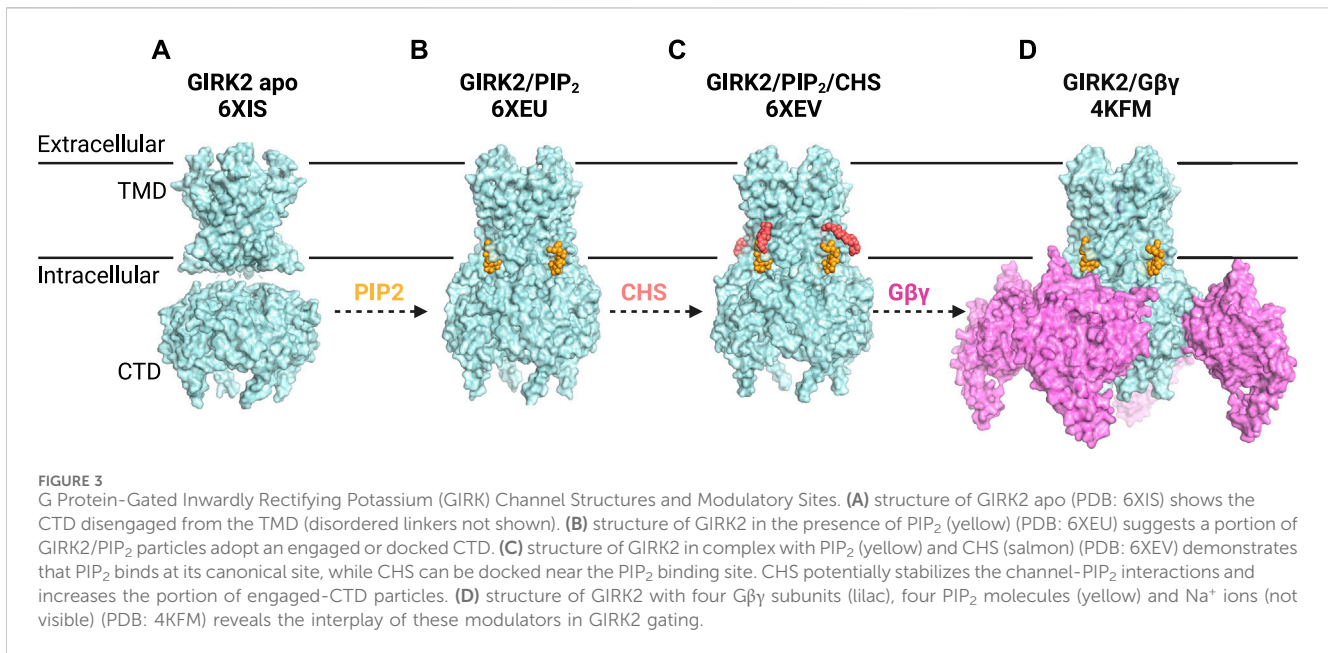 A
B
C
D
GIRK2 apo
6XIS
GIRK2/PIP₂
6XEU
GIRK2/PIP₂/CHS
6XEV
GIRK2/Gβγ
4KFM
Extracellular
TMD
Intracellular
CTD
PIP2
CHS
Gβγ
FIGURE 3
G Protein-Gated Inwardly Rectifying Potassium (GIRK) Channel Structures and Modulatory Sites. (A) structure of GIRK2 apo (PDB: 6XIS) shows the
CTD disengaged from the TMD (disordered linkers not shown). (B) structure of GIRK2 in the presence of PIP₂ (yellow) (PDB: 6XEU) suggests a portion of
GIRK2/PIP₂ particles adopt an engaged or docked CTD. (C) structure of GIRK2 in complex with PIP₂ (yellow) and CHS (salmon) (PDB: 6XEV) demonstrates
that PIP₂ binds at its canonical site, while CHS can be docked near the PIP₂ binding site. CHS potentially stabilizes the channel-PIP₂ interactions and
increases the portion of engaged-CTD particles. (D) structure of GIRK2 with four Gβγ subunits (lilac), four PIP₂ molecules (yellow) and Na⁺ ions (not
visible) (PDB: 4KFM) reveals the interplay of these modulators in GIRK2 gating.